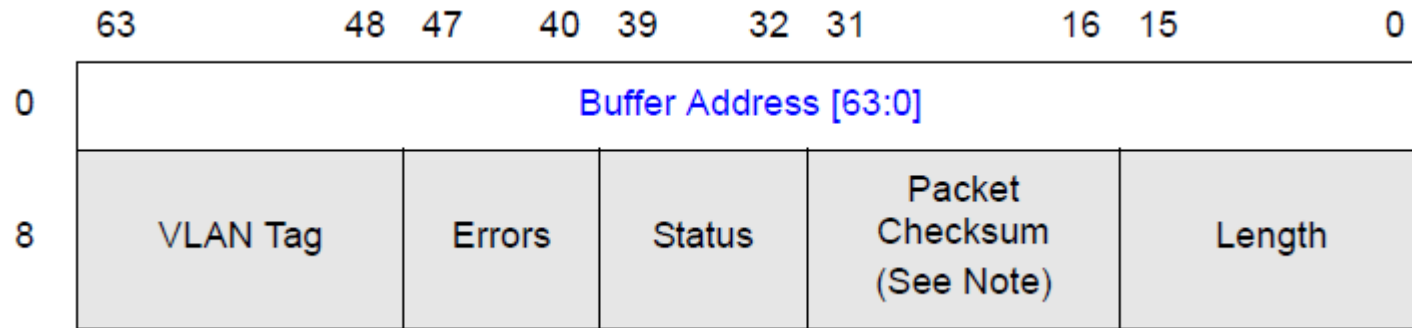 63 48 47 40 39 32 31 16 15 0
0 Buffer Address [63:0]
8 VLAN Tag Errors Status Packet Checksum (See Note) Length